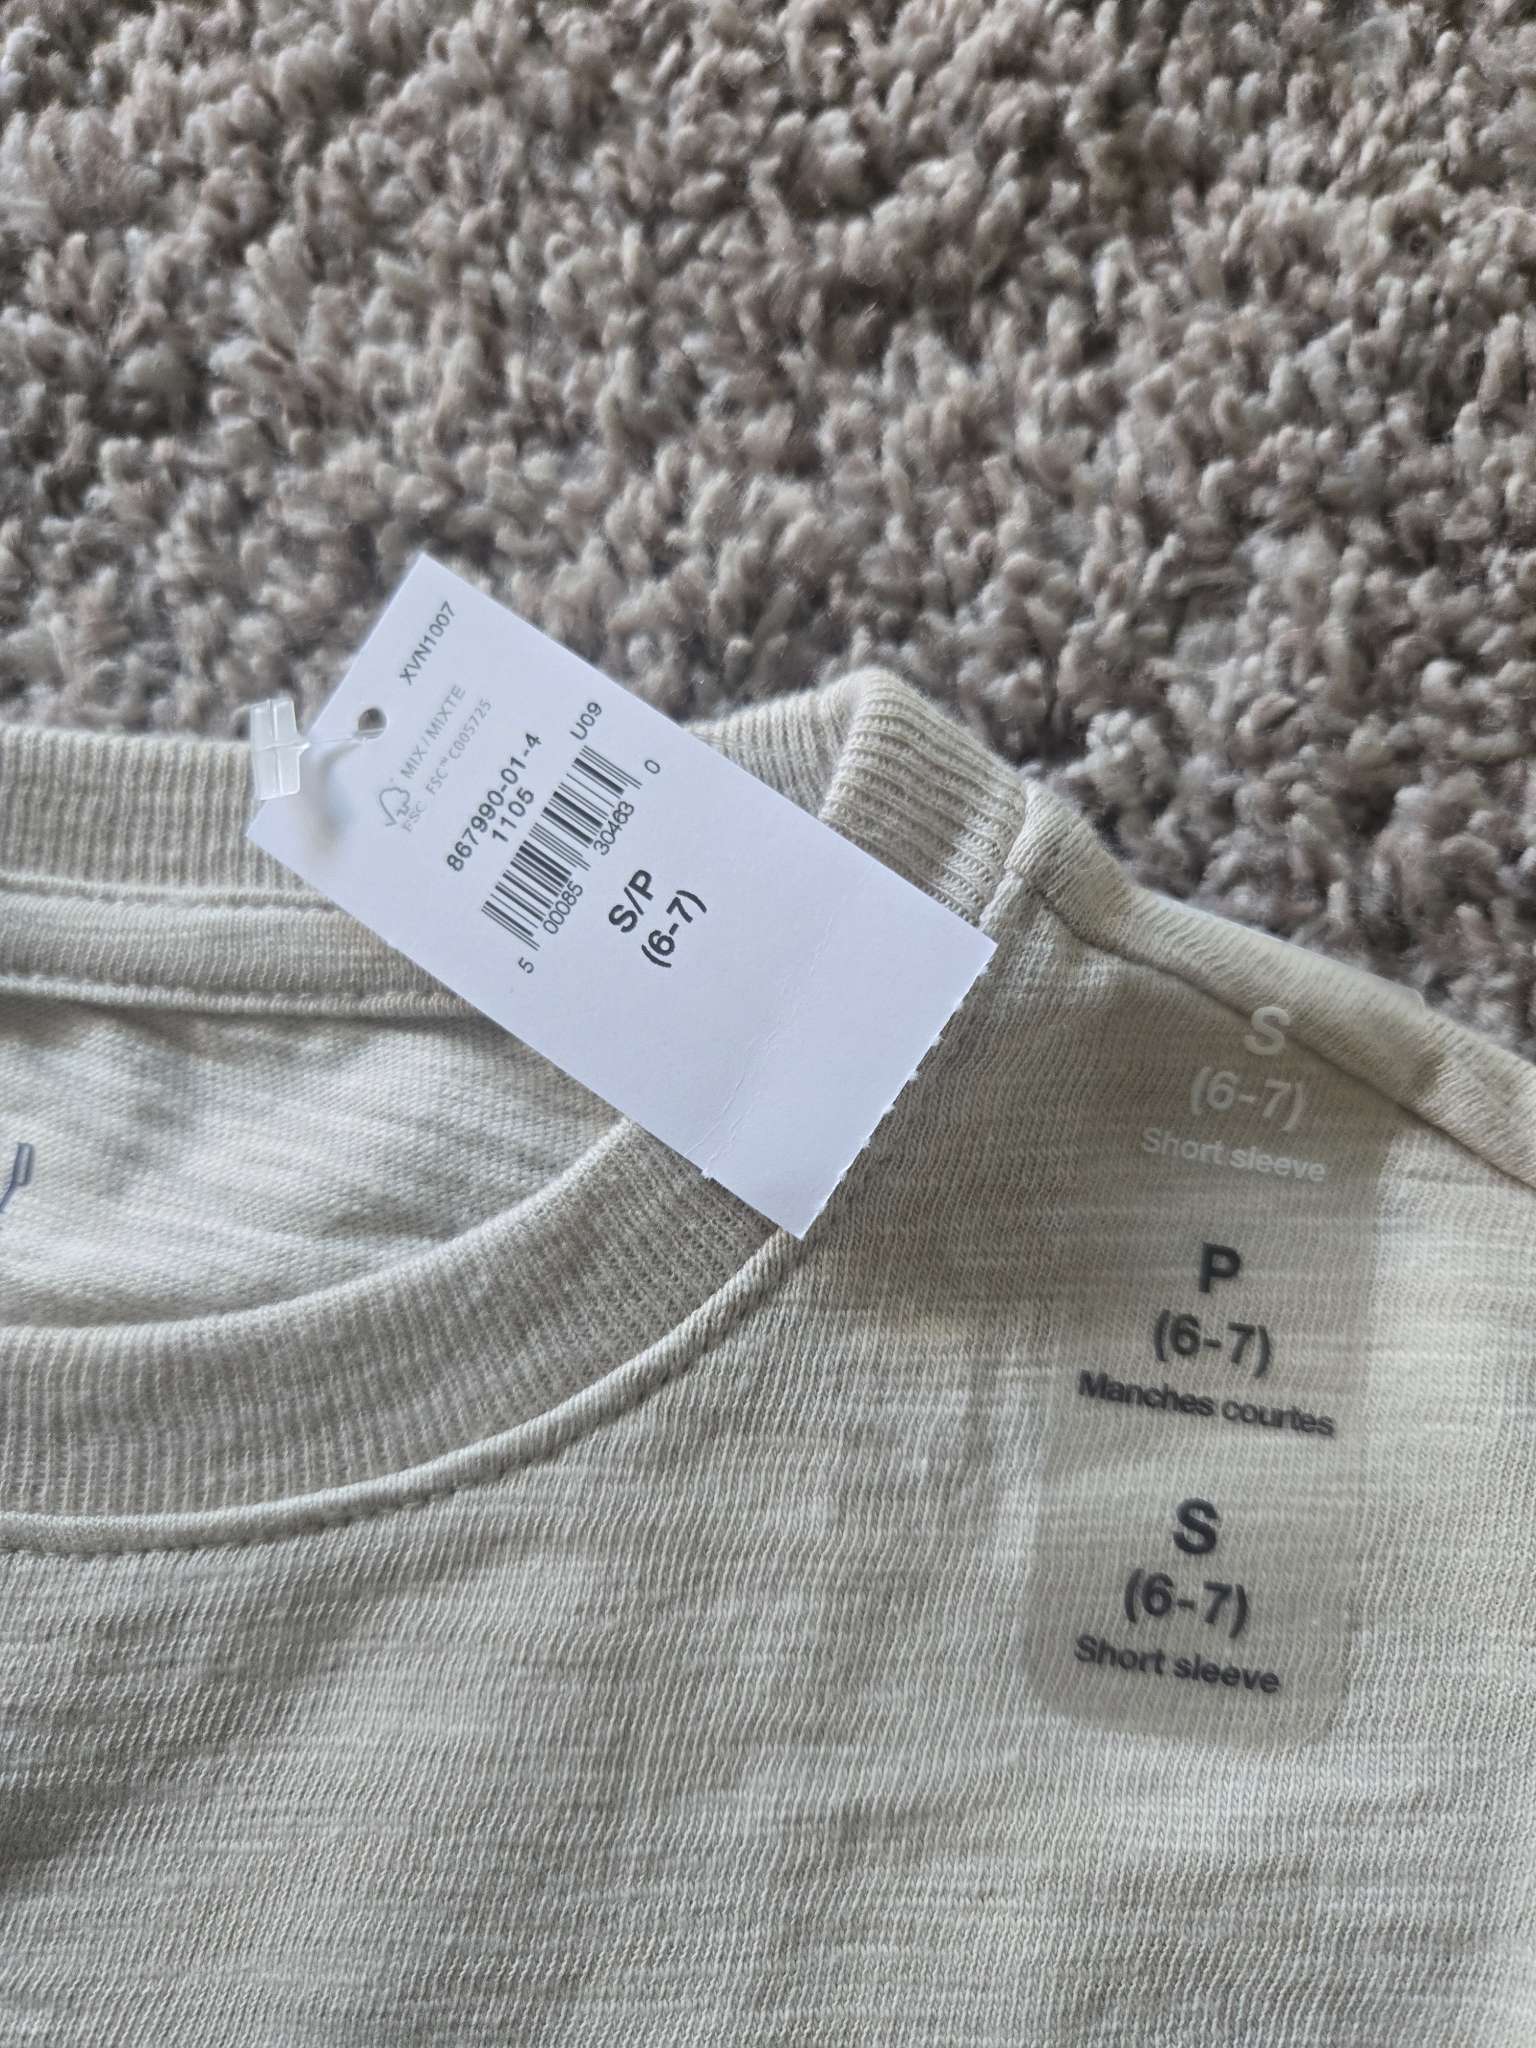 XVN1007
MIX / MIXTE
FSC FSC™ C005725
867990-01-4
1105
U09
5 00085 30463 0
S/P
(6-7)
S
(6-7)
Short sleeve
P
(6-7)
Manches courtes
S
(6-7)
Short sleeve